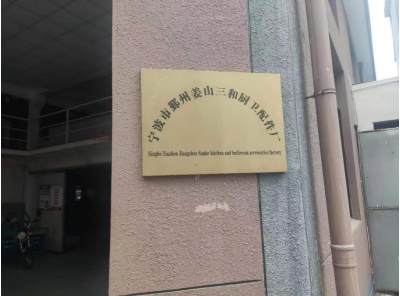 宁波市鄞州姜山三和厨卫配件厂
Ningbo Yinzhou Jiangshan Sanhe kitchen and bathroom accessories factory